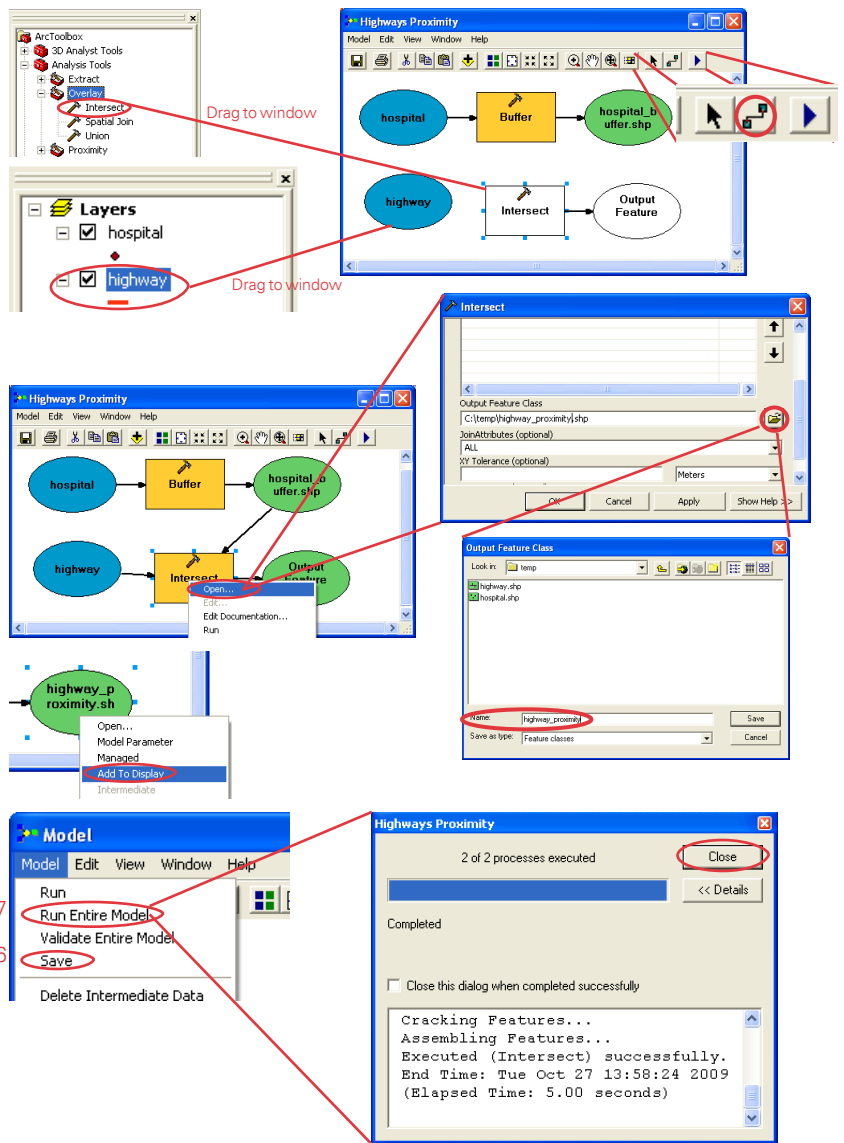 ArcToolbox
3D Analyst Tools
Analysis Tools
Extract
Overlay
Intersect
Spatial Join
Union
Proximity
Drag to window
Highways Proximity
Model Edit View Window Help
hospital
Buffer
hospital_b
uffer.shp
highway
Intersect
Output
Feature
Layers
hospital
highway
Drag to window
Intersect
Output Feature Class
C:\temp\highway_proximity.shp
JoinAttributes (optional)
ALL
XY Tolerance (optional)
Meters
OK Cancel Apply Show Help >>
Highways Proximity
Model Edit View Window Help
hospital
Buffer
hospital_b
uffer.shp
highway
Intersect
Output
Feature
Open...
Edit...
Edit Documentation...
Run
Output Feature Class
Look in: temp
highway.shp
hospital.shp
Name: highway_proximity Save
Save as type: Feature classes Cancel
highway_p
roximity.sh
Open...
Model Parameter
Managed
Add To Display
Intermediate
Model
Model Edit View Window Help
Run
7 Run Entire Model
Validate Entire Model
6 Save
Delete Intermediate Data
Highways Proximity
2 of 2 processes executed
Close
<< Details
Completed
Close this dialog when completed successfully
Cracking Features...
Assembling Features...
Executed (Intersect) successfully.
End Time: Tue Oct 27 13:58:24 2009
(Elapsed Time: 5.00 seconds)